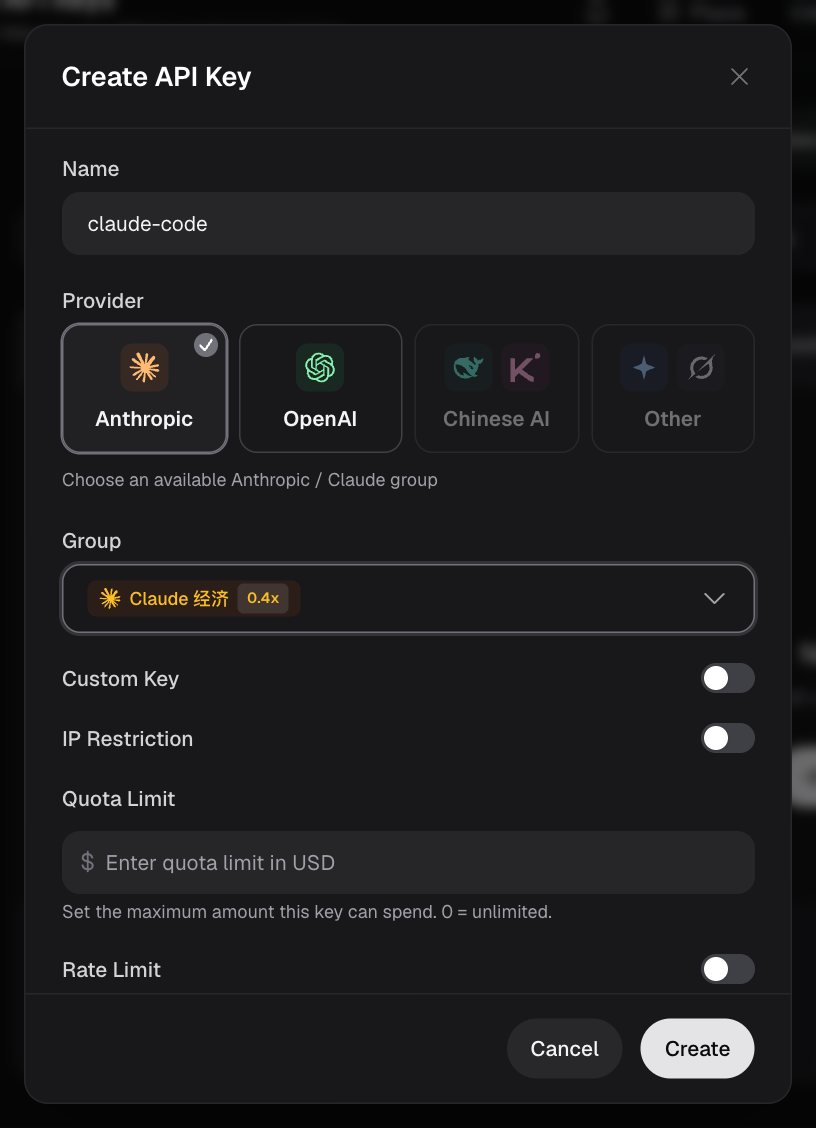 Create API Key
Name
claude-code
Provider
Anthropic
OpenAI
Chinese AI
Other
Choose an available Anthropic / Claude group
Group
Claude 经济 0.4x
Custom Key
IP Restriction
Quota Limit
$ Enter quota limit in USD
Set the maximum amount this key can spend. 0 = unlimited.
Rate Limit
Cancel
Create